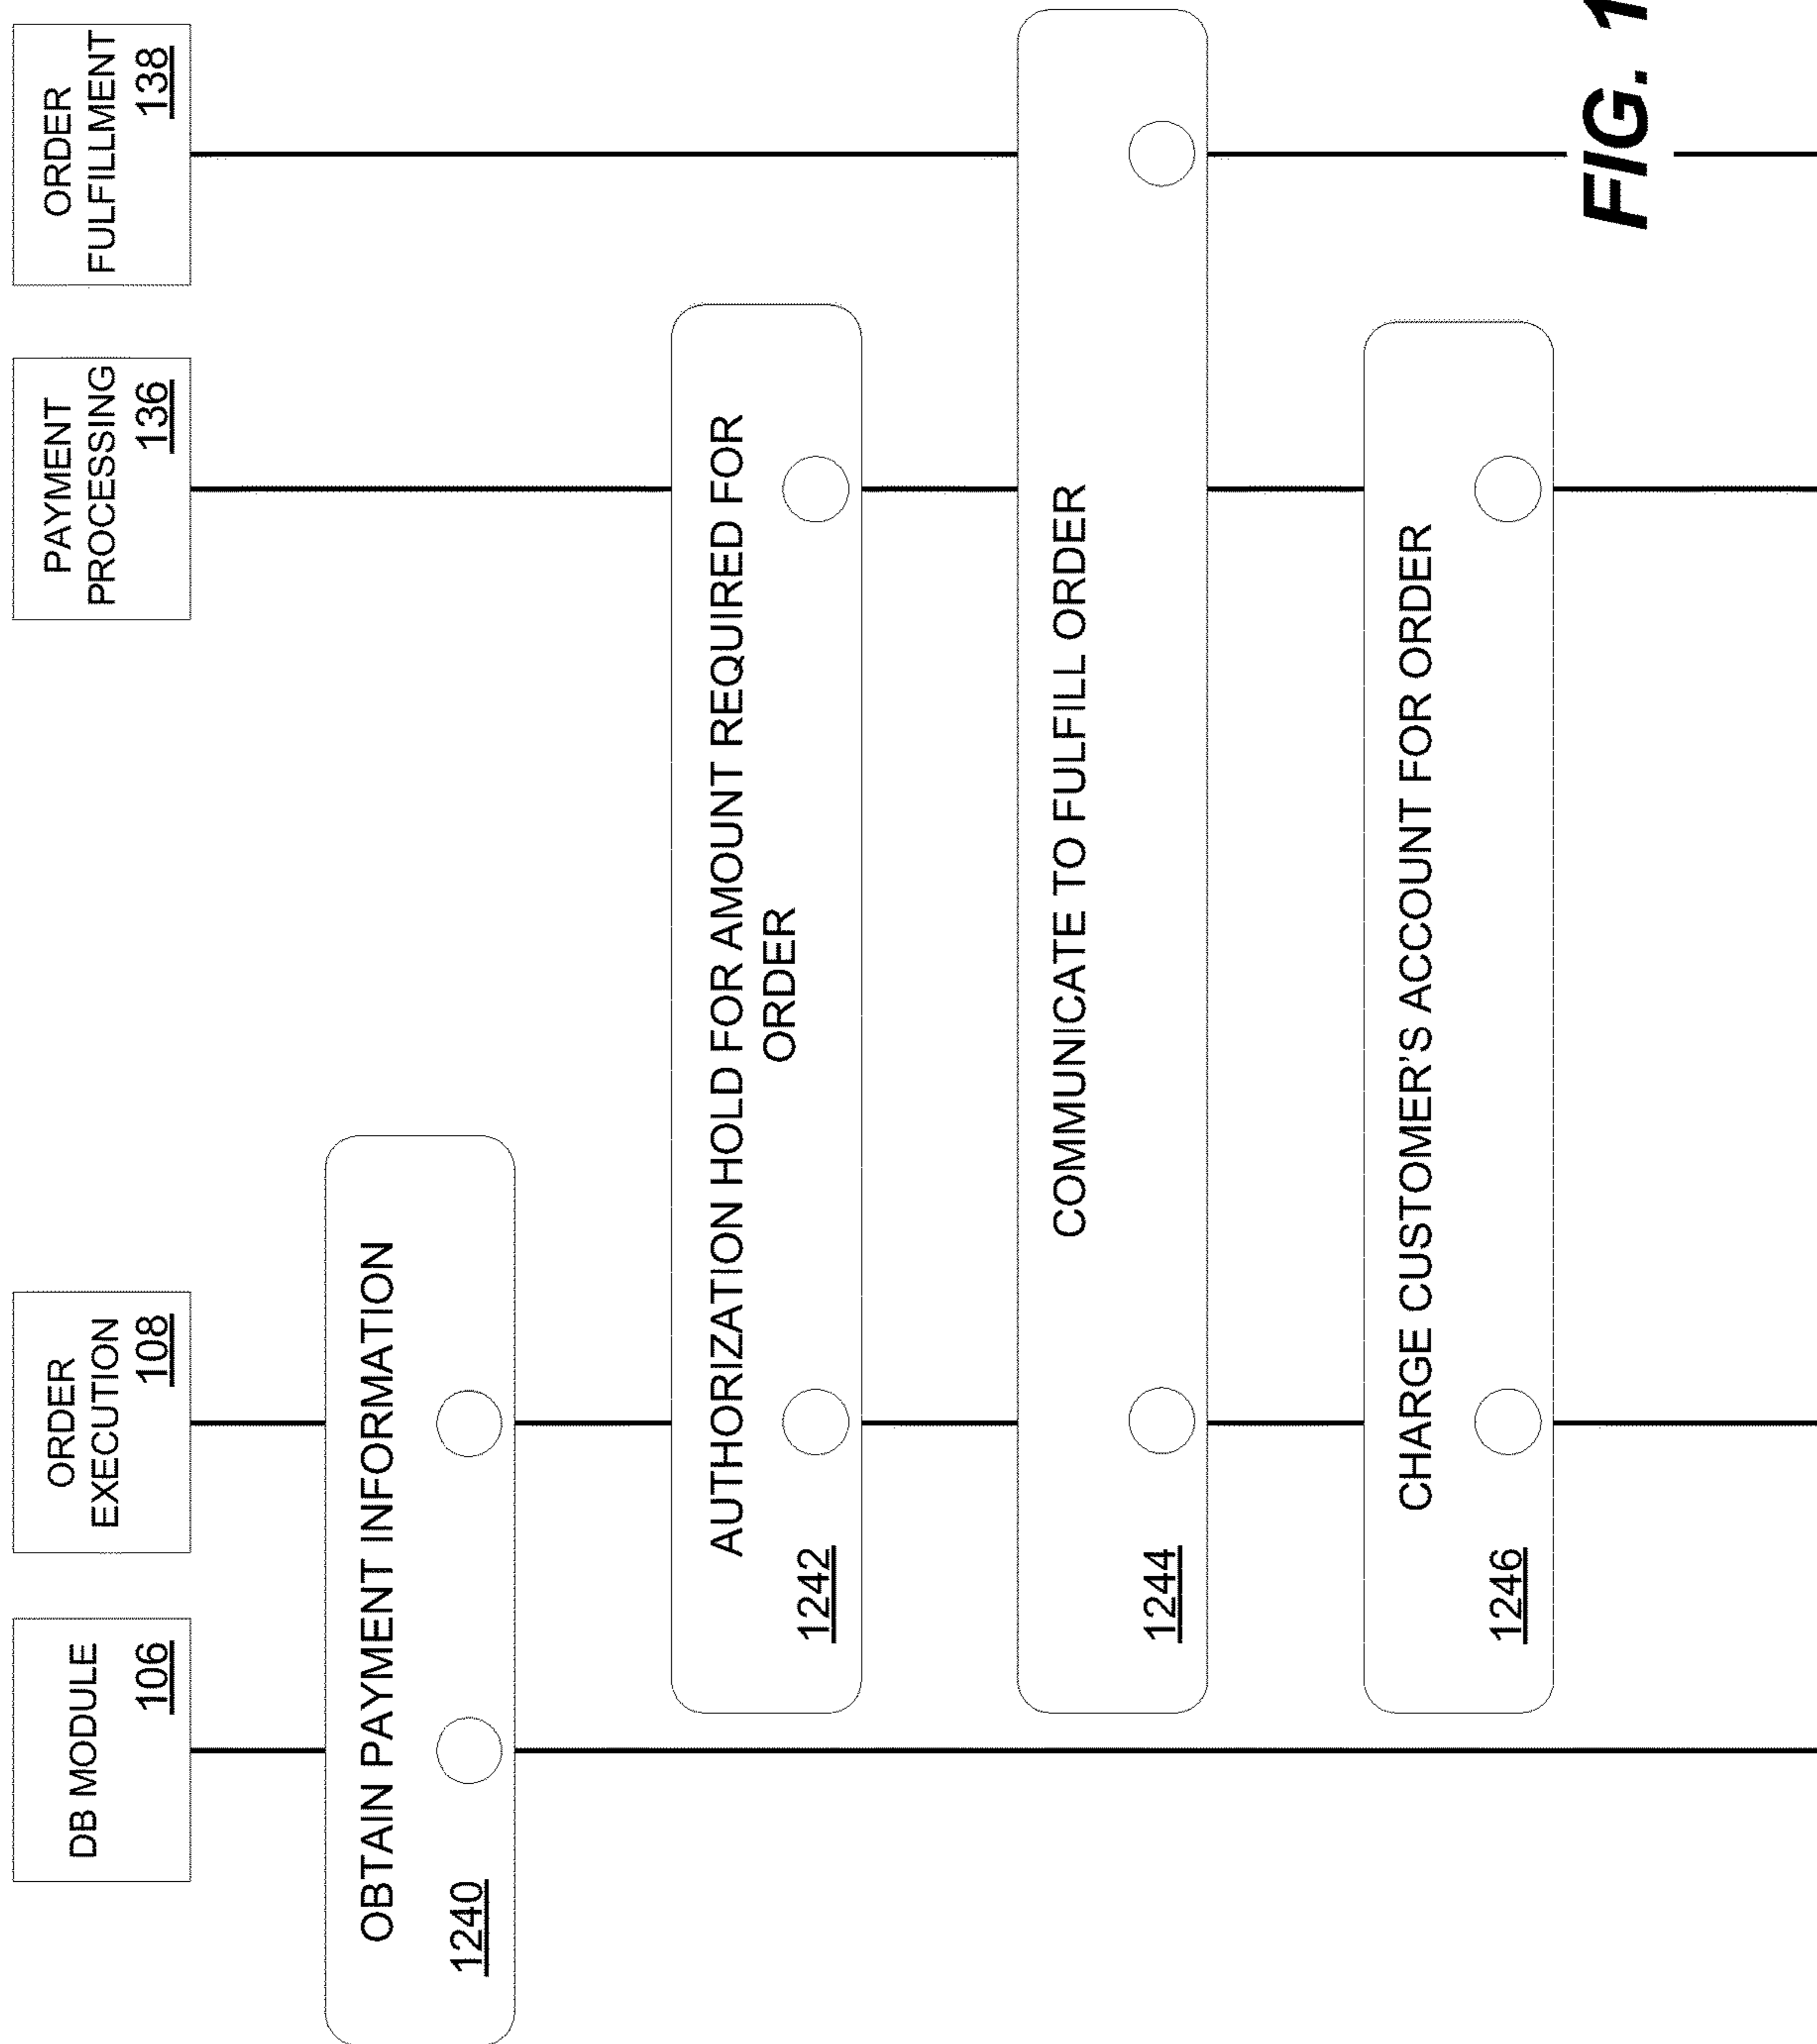 DB MODULE
106
ORDER
EXECUTION
108
PAYMENT
PROCESSING
136
ORDER
FULFILLMENT
138
OBTAIN PAYMENT INFORMATION
1240
AUTHORIZATION HOLD FOR AMOUNT REQUIRED FOR
ORDER
1242
COMMUNICATE TO FULFILL ORDER
1244
CHARGE CUSTOMER'S ACCOUNT FOR ORDER
1246
FIG. 1